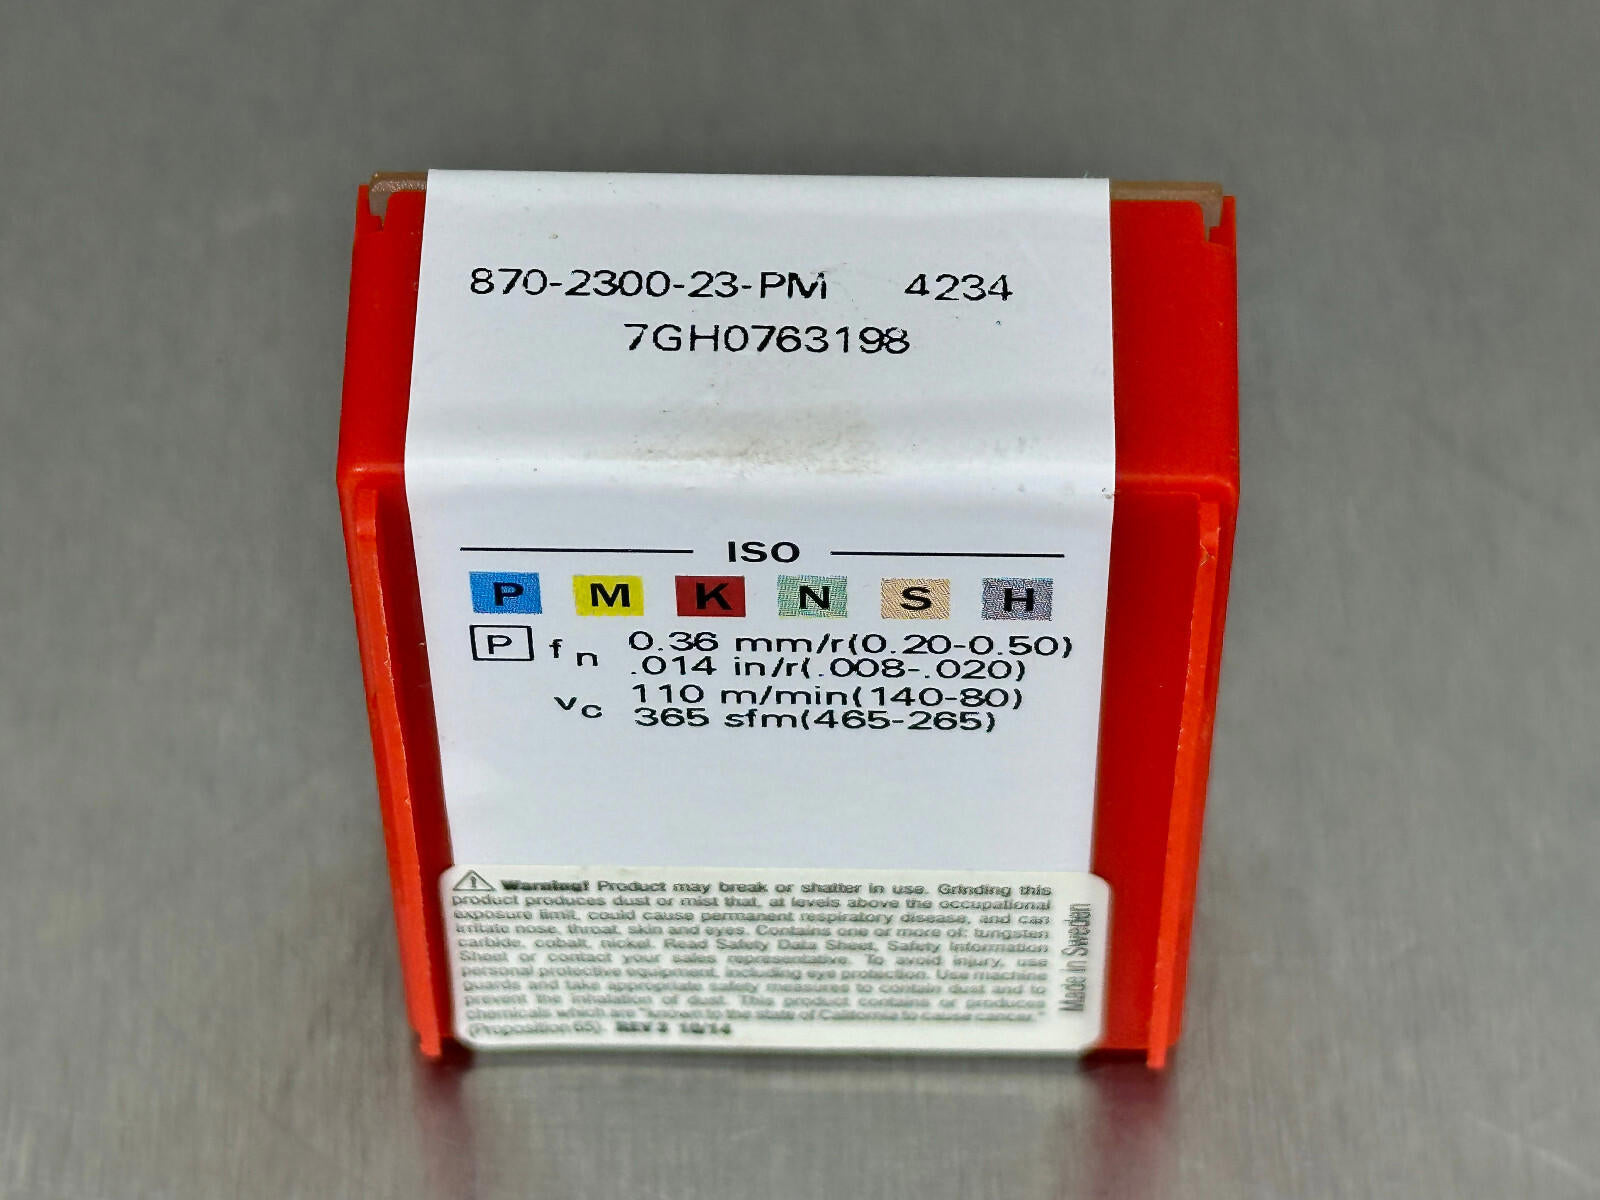 870-2300-23-PM 4234
7GH0763198
ISO
P M K N S H
P fn 0.36 mm/r(0.20-0.50)
.014 in/r(.008-.020)
vc 110 m/min(140-80)
365 sfm(465-265)
Warning! Product may break or shatter in use. Grinding this
product produces dust or mist that, at levels above the occupational
exposure limit, could cause permanent respiratory disease, and can
irritate nose, throat, skin and eyes. Contains one or more of: tungsten
carbide, cobalt, nickel. Read Safety Data Sheet, Safety Information
Sheet or contact your sales representative. To avoid injury, use
personal protective equipment, including eye protection. Use machine
guards and take appropriate safety measures to contain dust and to
prevent the inhalation of dust. This product contains or produces
chemicals which are "known to the state of California to cause cancer."
(Proposition 65). REV 3 10/14
Made in Sweden